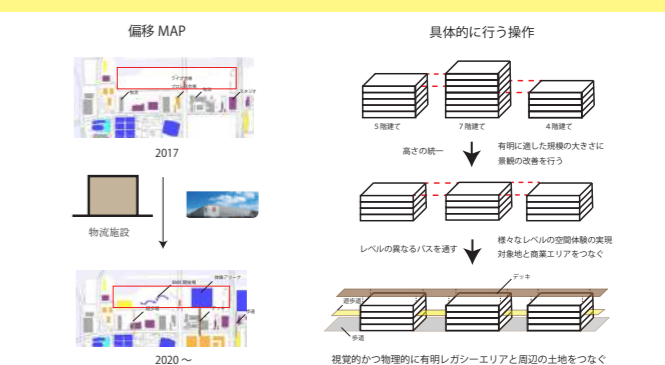 偏移 MAP
具体的に行う操作
スタジオ
2017
5 階建て
7 階建て
4 階建て
高さの統一
有明に適した規模の大きさに
景観の改善を行う
物流施設
レベルの異なるパスを通す
様々なレベルの空間体験の実現
対象地と商業エリアをつなぐ
デッキ
遊歩道
歩道
2020 ～
視覚的かつ物理的に有明レガシーエリアと周辺の土地をつなぐ